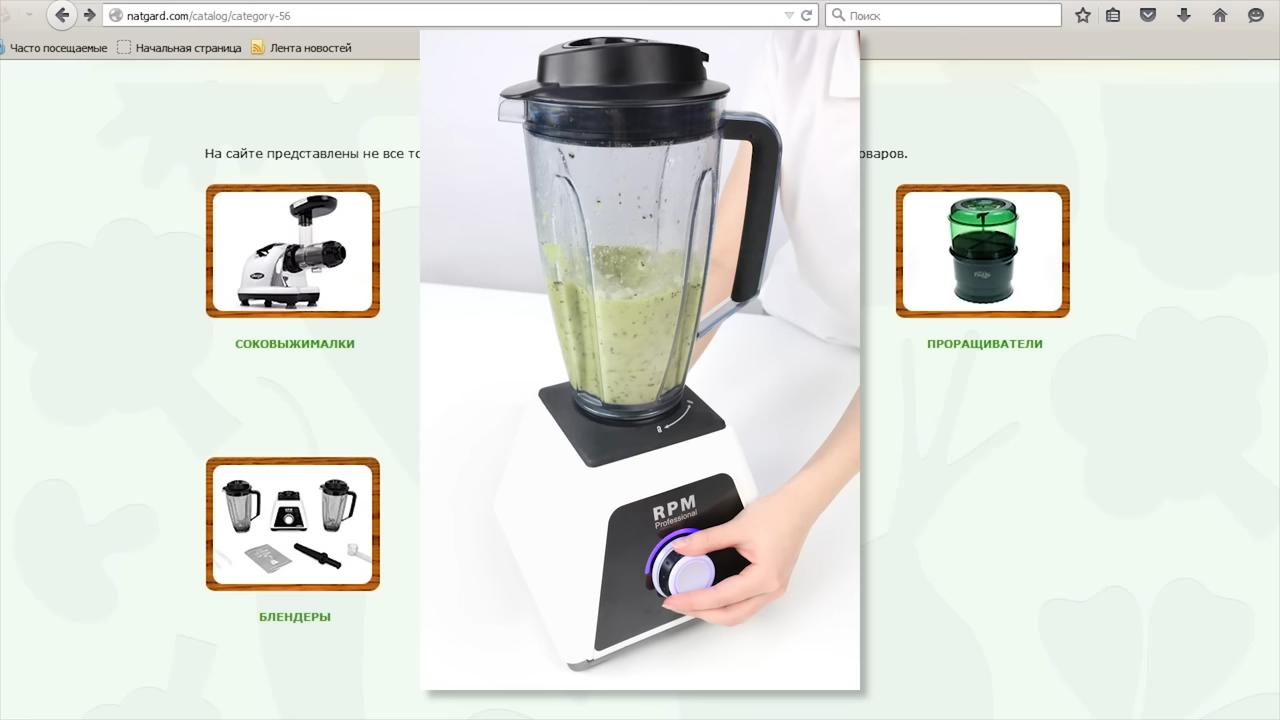 natgard.com/catalog/category-56
Поиск
Часто посещаемые
Начальная страница
Лента новостей
На сайте представлены не все
оваров.
СОКОВЫЖИМАЛКИ
ПРОРАЩИВАТЕЛИ
RPM
Professional
RPM
БЛЕНДЕРЫ